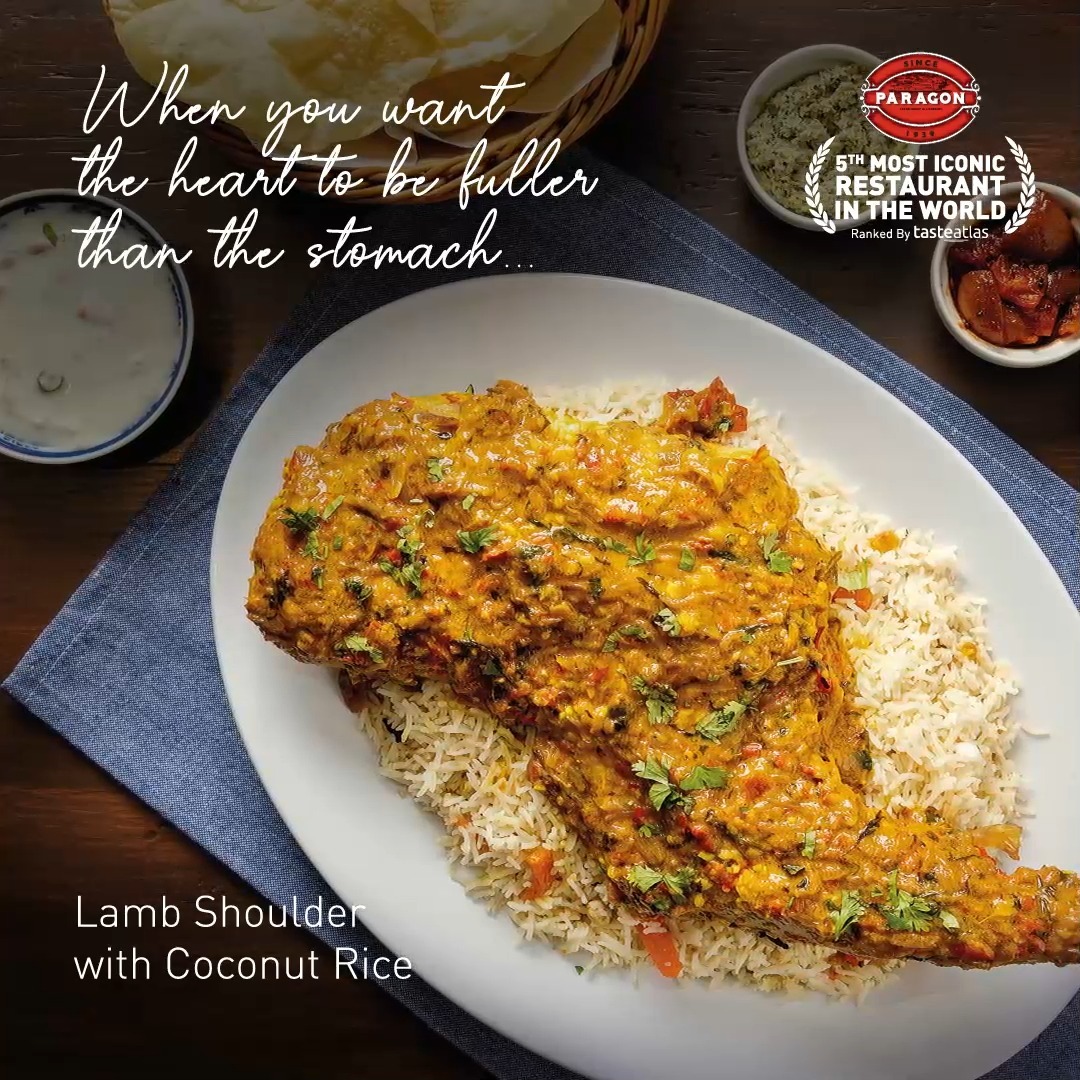 When you want
the heart to be fuller
than the stomach...
SINCE
PARAGON
1939
5TH MOST ICONIC
RESTAURANT
IN THE WORLD
Ranked By tasteatlas
Lamb Shoulder
with Coconut Rice